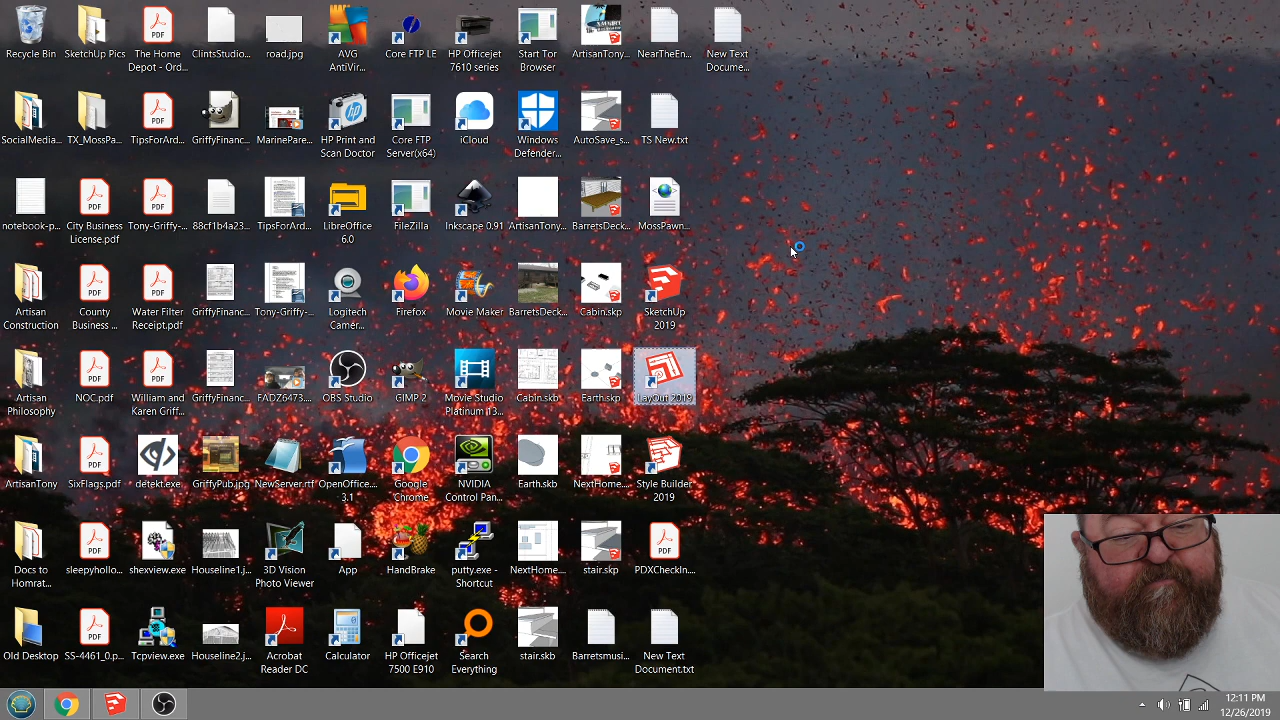 Recycle Bin
SketchUp Pics
The Home Depot - Ord...
ClintsStudio...
road.jpg
AVG AntiVir...
Core FTP LE
HP Officejet 7610 series
Start Tor Browser
ArtisanTony...
NearTheEn...
New Text Docume...
SocialMedia
TX_MossPa...
TipsForArd...
GriffyFinanc...
MarinePare...
HP Print and Scan Doctor
Core FTP Server(x64)
iCloud
Windows Defender...
AutoSave_s...
TS New.txt
notebook-p...
City Business License.pdf
Tony-Griffy-...
88cf1b3e-...
TipsForArd...
LibreOffice 6.0
FileZilla
Inkscape 0.91
ArtisanTony...
BarretsDeck...
MossPawn...
Artisan Construction
County Business ...
Water Filter Receipt.pdf
GriffyFinanc...
Tony-Griffy-...
Logitech Camer...
Firefox
Movie Maker
BarretsDeck...
Cabin.skp
SketchUp 2019
Artisan Philosophy
NOC.pdf
William and Karen Griff...
GriffyFinanc...
FADZ6473...
OBS Studio
GIMP 2
Movie Studio Platinum 13...
Cabin.skb
Earth.skp
LayOut 2019
ArtisanTony
SixFlags.pdf
detekt.exe
GriffyPub.jpg
NewServer.rtf
OpenOffice.... 3.1
Google Chrome
NVIDIA Control Pan...
Earth.skb
NextHome...
Style Builder 2019
Docs to Homrat...
sleepyhollo...
shexview.exe
Houseline1.j...
3D Vision Photo Viewer
App
HandBrake
putty.exe - Shortcut
NextHome...
stair.skp
PDXCheckIn...
Old Desktop
SS-4461_0.p...
Tcpview.exe
Houseline2.j...
Acrobat Reader DC
Calculator
HP Officejet 7500 E910
Search Everything
stair.skb
Barretsmusi...
New Text Document.txt
12:11 PM
12/26/2019